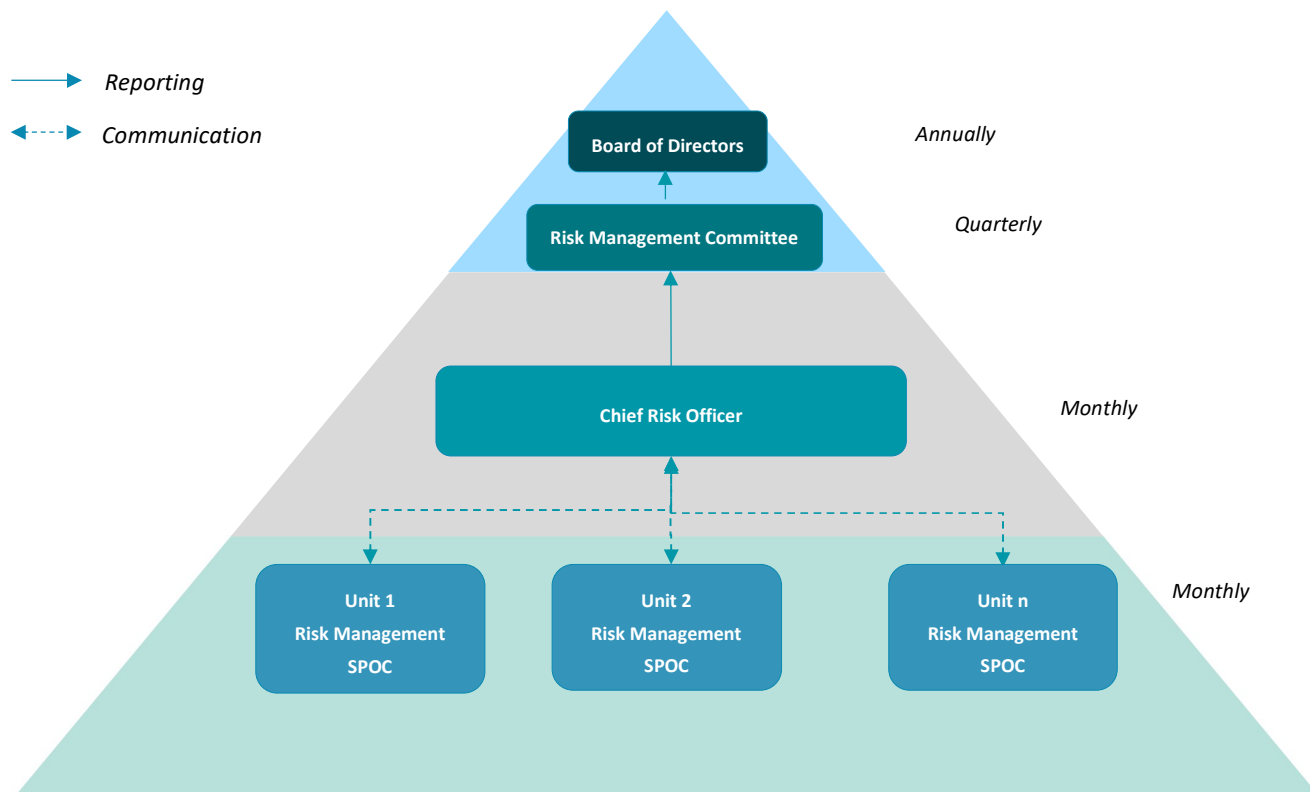 Reporting
Communication
Board of Directors
Annually
Risk Management Committee
Quarterly
Chief Risk Officer
Monthly
Unit 1
Risk Management
SPOC
Unit 2
Risk Management
SPOC
Unit n
Risk Management
SPOC
Monthly